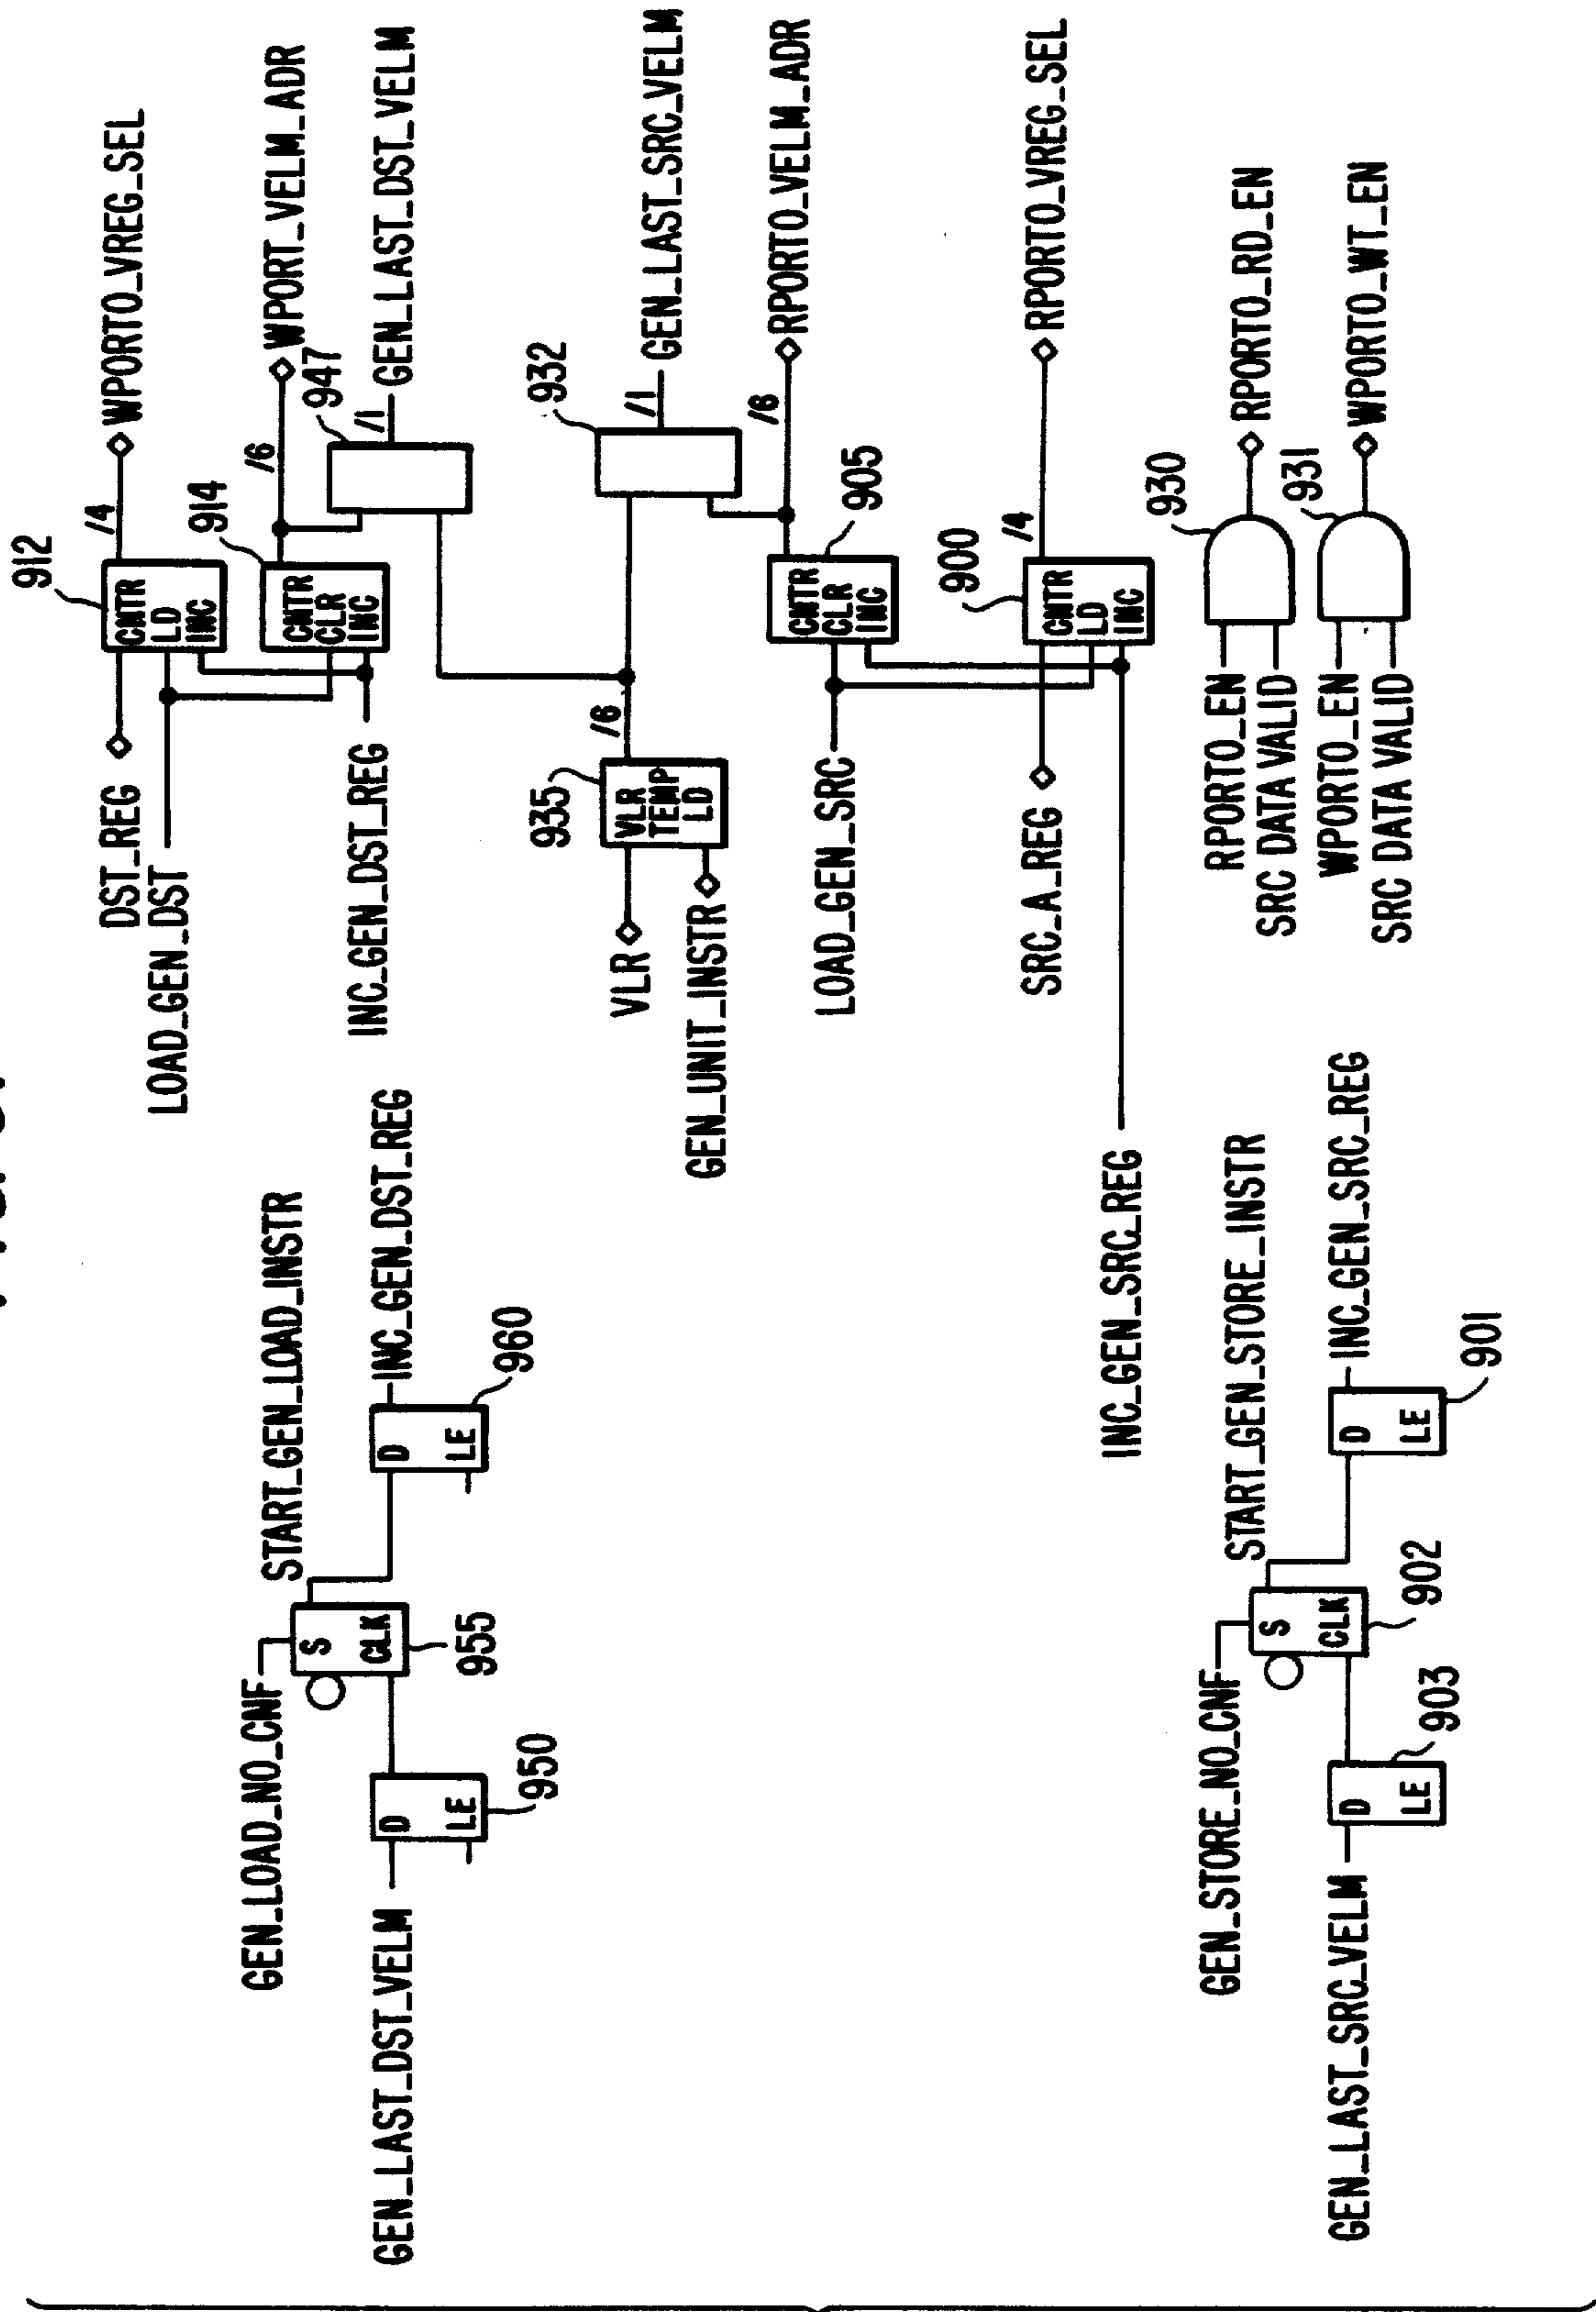 GEN_LAST_DST_VELM
GEN_LOAD_NO_CNF
D
LE
950
S
CLK
955
START_GEN_LOAD_INSTR
D
LE
960
INC_GEN_DST_REG
GEN_LAST_SRC_VELM
GEN_STORE_NO_CNF
D
LE
903
S
CLK
902
START_GEN_STORE_INSTR
D
LE
901
INC_GEN_SRC_REG
DST_REG
LOAD_GEN_DST
912
CNTR
LD
INC
/4
WPORTO_VREG_SEL
INC_GEN_DST_REG
914
CNTR
CLR
INC
/6
WPORT_VELM_ADR
947
/1
GEN_LAST_DST_VELM
VLR
GEN_UNIT_INSTR
935
VLR
TEMP
LD
/6
932
/1
GEN_LAST_SRC_VELM
LOAD_GEN_SRC
CNTR
CLR
INC
905
/6
RPORTO_VELM_ADR
SRC_A_REG
INC_GEN_SRC_REG
900
CNTR
LD
INC
/4
RPORTO_VREG_SEL
RPORTO_EN
SRC DATA VALID
930
RPORTO_RD_EN
WPORTO_EN
SRC DATA VALID
931
WPORTO_WT_EN